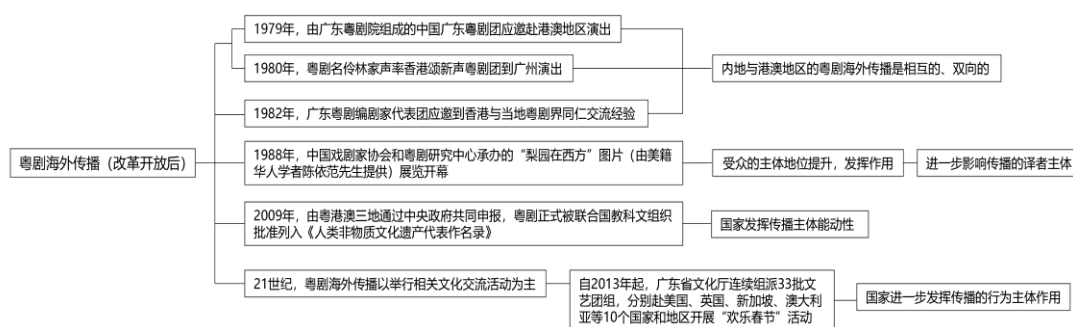 1979年，由广东粤剧院组成的中国广东粤剧团应邀赴港澳地区演出
1980年，粤剧名伶林家声率香港颂新声粤剧团到广州演出
内地与港澳地区的粤剧海外传播是相互的、双向的
1982年，广东粤剧编剧家代表团应邀到香港与当地粤剧界同仁交流经验
粤剧海外传播（改革开放后）
1988年，中国戏剧家协会和粤剧研究中心承办的“梨园在西方”图片（由美籍
华人学者陈依范先生提供）展览开幕
受众的主体地位提升，发挥作用
进一步影响传播的译者主体
2009年，由粤港澳三地通过中央政府共同申报，粤剧正式被联合国教科文组织
批准列入《人类非物质文化遗产代表作名录》
国家发挥传播主体能动性
21世纪，粤剧海外传播以举行相关文化交流活动为主
自2013年起，广东省文化厅连续组派33批文
艺团组，分别赴美国、英国、新加坡、澳大利
亚等10个国家和地区开展“欢乐春节”活动
国家进一步发挥传播的行为主体作用